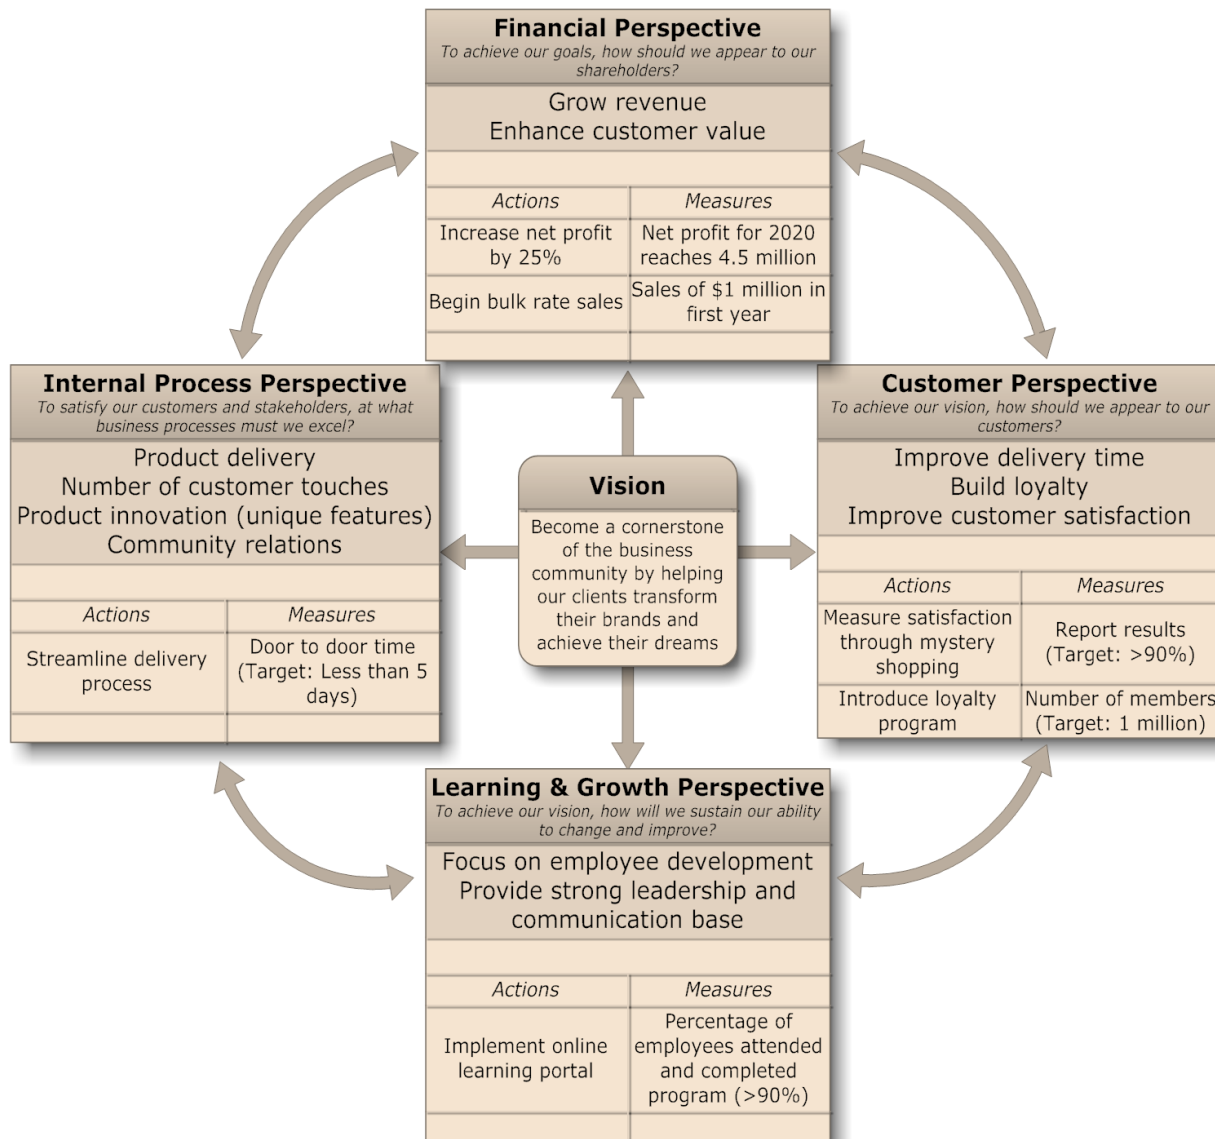 Financial Perspective
To achieve our goals, how should we appear to our
shareholders?
Grow revenue
Enhance customer value
Actions
Measures
Increase net profit
by 25%
Net profit for 2020
reaches 4.5 million
Begin bulk rate sales
Sales of $1 million in
first year
Internal Process Perspective
To satisfy our customers and stakeholders, at what
business processes must we excel?
Product delivery
Number of customer touches
Product innovation (unique features)
Community relations
Actions
Measures
Streamline delivery
process
Door to door time
(Target: Less than 5
days)
Vision
Become a cornerstone
of the business
community by helping
our clients transform
their brands and
achieve their dreams
Customer Perspective
To achieve our vision, how should we appear to our
customers?
Improve delivery time
Build loyalty
Improve customer satisfaction
Actions
Measures
Measure satisfaction
through mystery
shopping
Report results
(Target: >90%)
Introduce loyalty
program
Number of members
(Target: 1 million)
Learning & Growth Perspective
To achieve our vision, how will we sustain our ability
to change and improve?
Focus on employee development
Provide strong leadership and
communication base
Actions
Measures
Implement online
learning portal
Percentage of
employees attended
and completed
program (>90%)